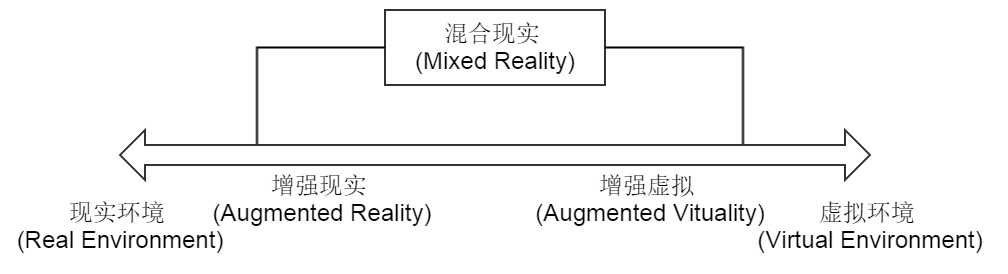 混合现实
(Mixed Reality)
增强现实
(Augmented Reality)
增强虚拟
(Augmented Vituality)
现实环境
(Real Environment)
虚拟环境
(Virtual Environment)